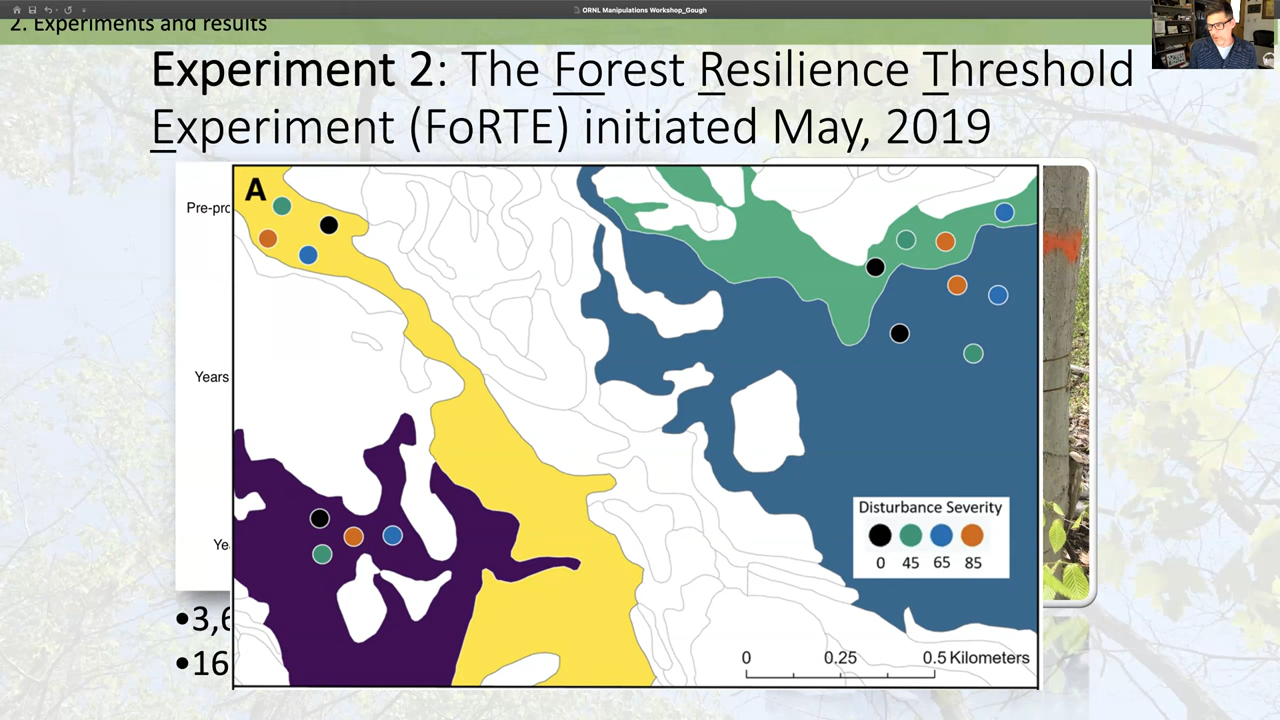 ORNL Manipulations Workshop_Gough
2. Experiments and results
Experiment 2: The Forest Resilience Threshold
Experiment (FoRTE) initiated May, 2019
A
Pre-pro
Years
Ye
Disturbance Severity
0 45 65 85
•3,6
•16
0 0.25 0.5 Kilometers